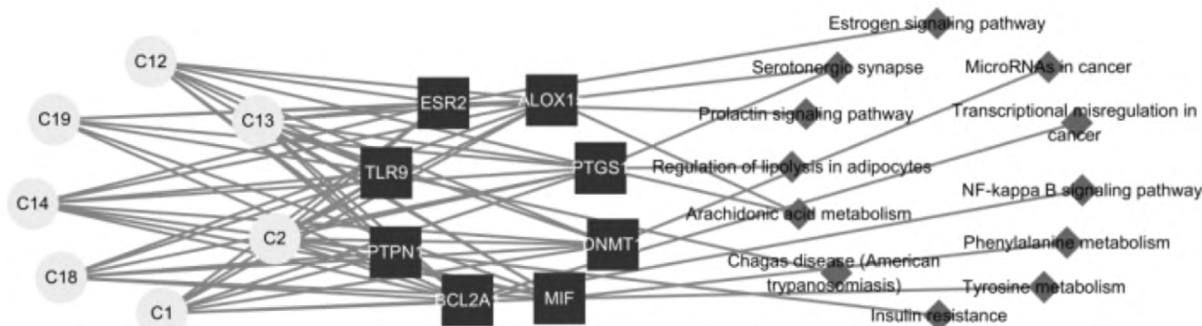 Estrogen signaling pathway
C12
Serotonergic synapse
MicroRNAs in cancer
ESR2
ALOX15
C19
C13
Prolactin signaling pathway
Transcriptional misregulation in
cancer
TLR9
PTGS1
Regulation of lipolysis in adipocytes
NF-kappa B signaling pathway
C14
Arachidonic acid metabolism
C2
PTPN1
DNMT1
Phenylalanine metabolism
Chagas disease (American
trypanosomiasis)
C18
BCL2A1
MIF
Tyrosine metabolism
C1
Insulin resistance